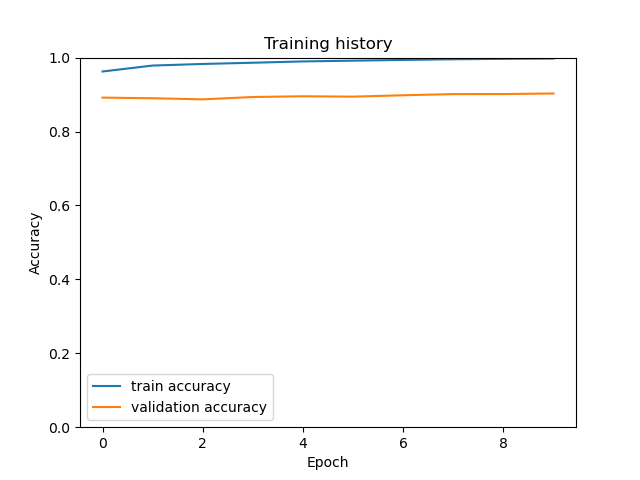 Training history
1.0
0.8
0.6
0.4
0.2
0.0
Accuracy
train accuracy
validation accuracy
0 2 4 6 8
Epoch